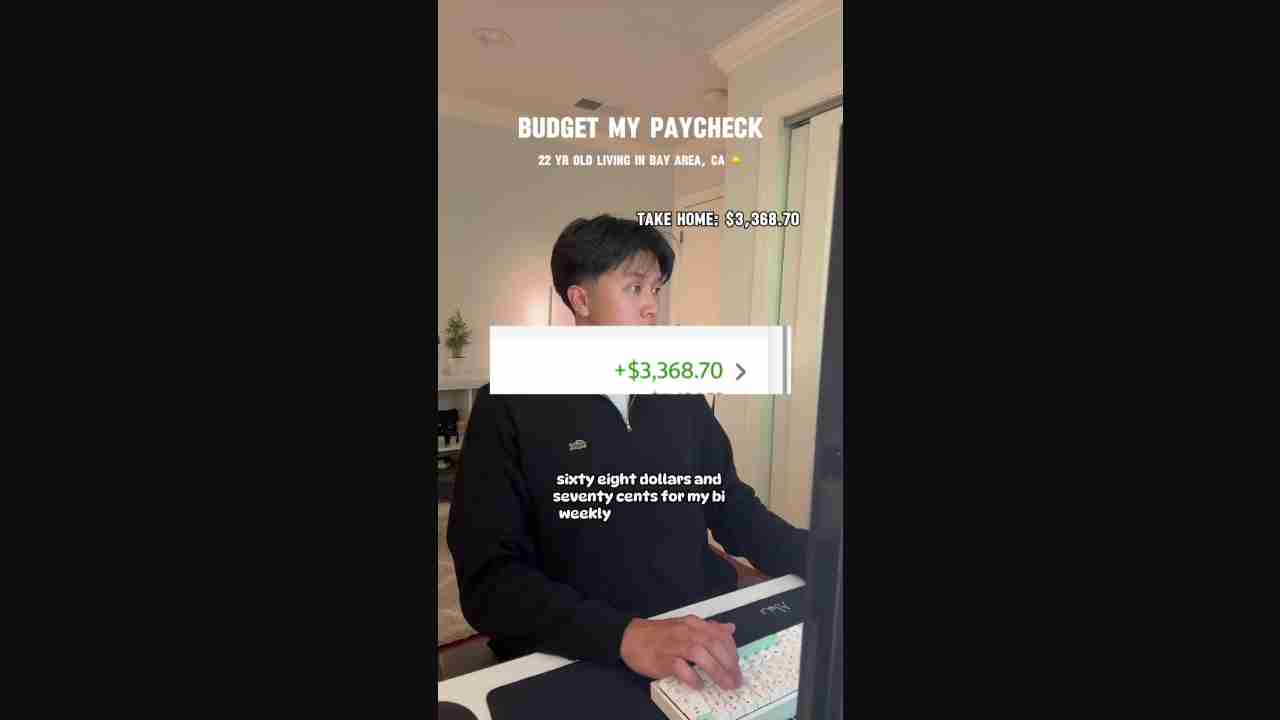 BUDGET MY PAYCHECK
22 YR OLD LIVING IN BAY AREA, CA
TAKE HOME: $3,368.70
+$3,368.70
sixty eight dollars and
seventy cents for my bi
weekly